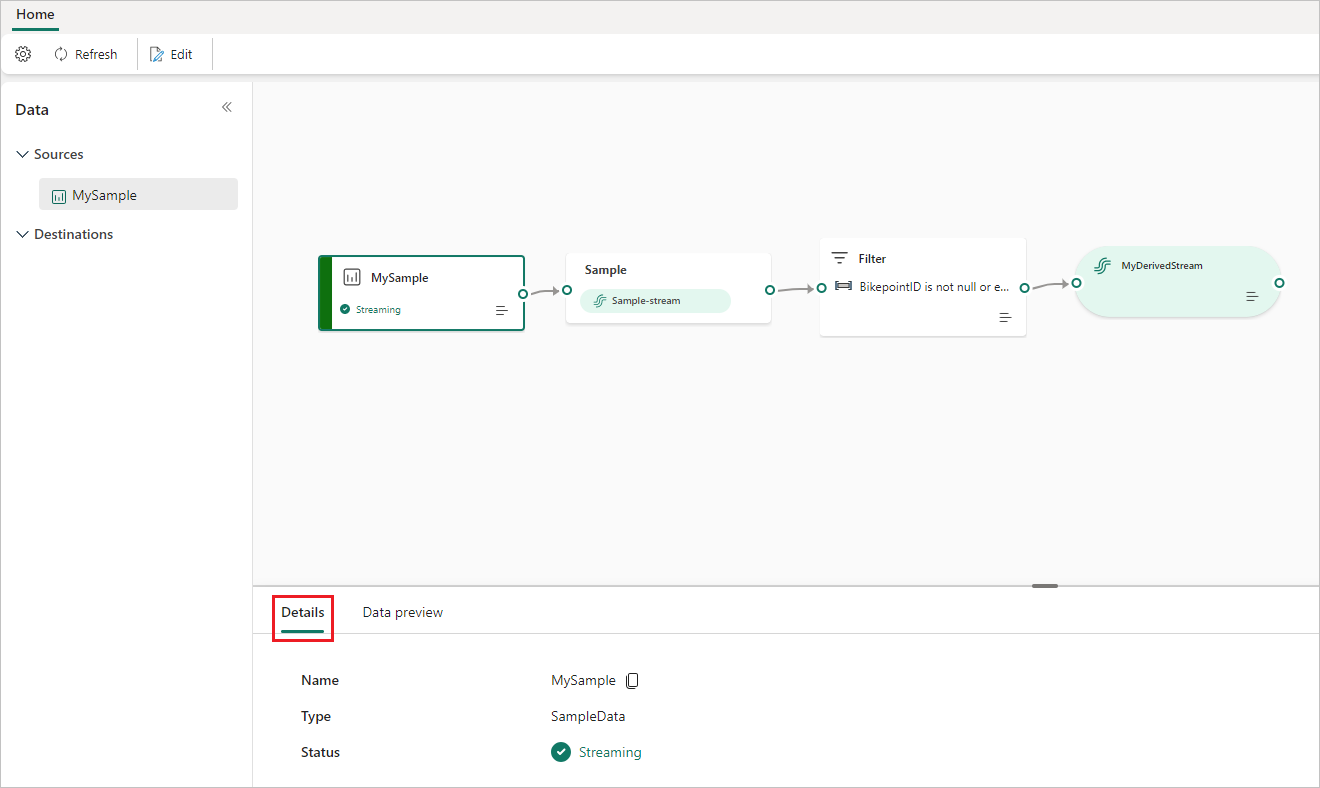 Home
Refresh
Edit
Data
Sources
MySample
Destinations
MySample
Streaming
Sample
Sample-stream
Filter
BikepointID is not null or e...
MyDerivedStream
Details
Data preview
Name
MySample
Type
SampleData
Status
Streaming